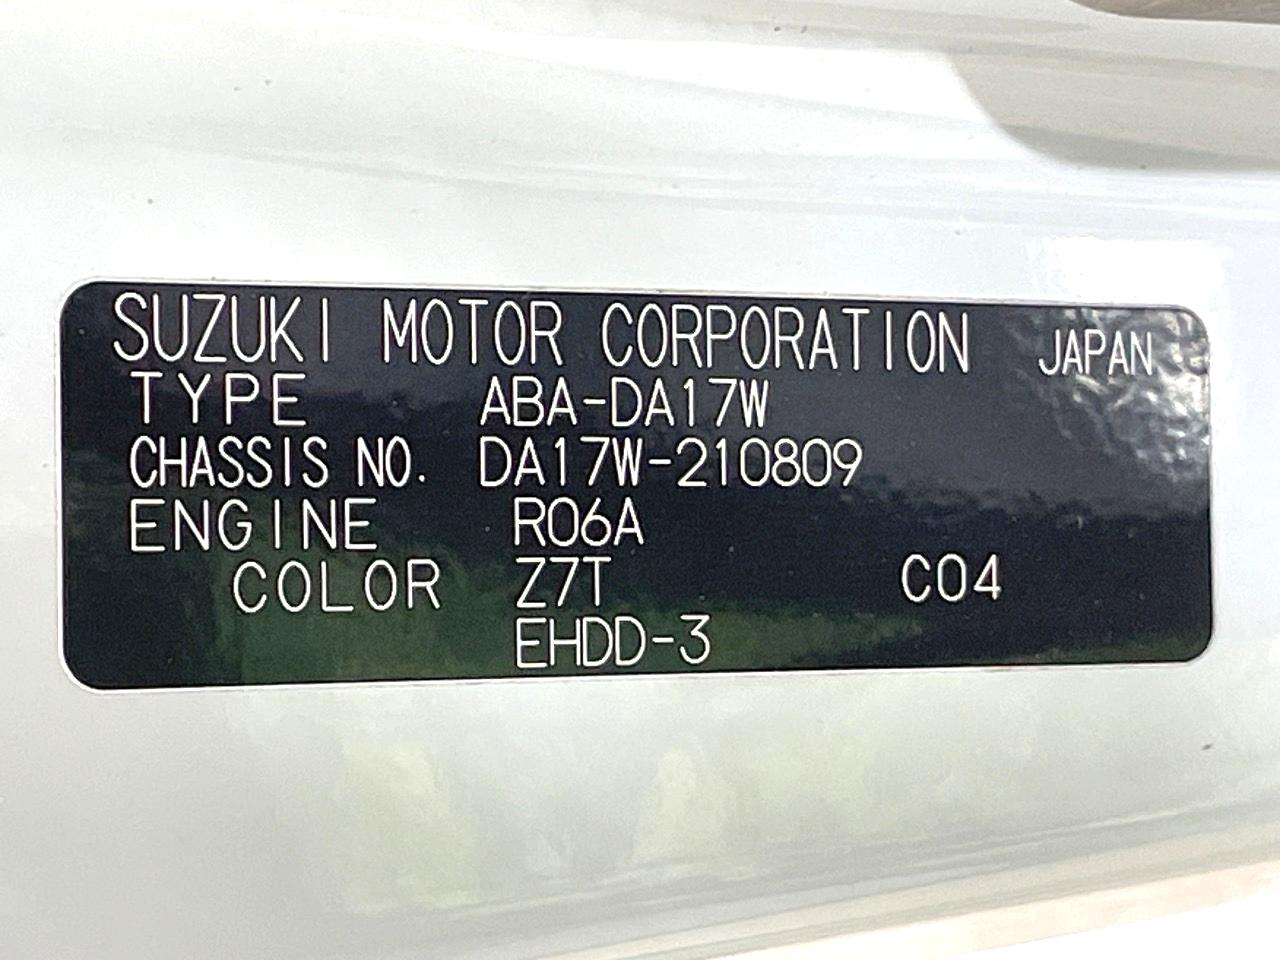 SUZUKI MOTOR CORPORATION JAPAN
TYPE ABA-DA17W
CHASSIS NO. DA17W-210809
ENGINE R06A
COLOR Z7T C04
EHDD-3